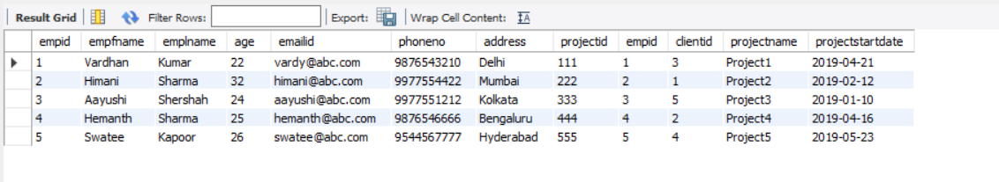 Result Grid Filter Rows: Export: Wrap Cell Content: IA
empid empfname emplname age emailid phoneno address projectid empid clientid projectname projectstartdate
1 Vardhan Kumar 22 vardy@abc.com 9876543210 Delhi 111 1 3 Project1 2019-04-21
2 Himani Sharma 32 himani@abc.com 9977554422 Mumbai 222 2 1 Project2 2019-02-12
3 Aayushi Shershah 24 aayushi@abc.com 9977551212 Kolkata 333 3 5 Project3 2019-01-10
4 Hemanth Sharma 25 hemanth@abc.com 9876546666 Bengaluru 444 4 2 Project4 2019-04-16
5 Swatee Kapoor 26 swatee@abc.com 9544567777 Hyderabad 555 5 4 Project5 2019-05-23